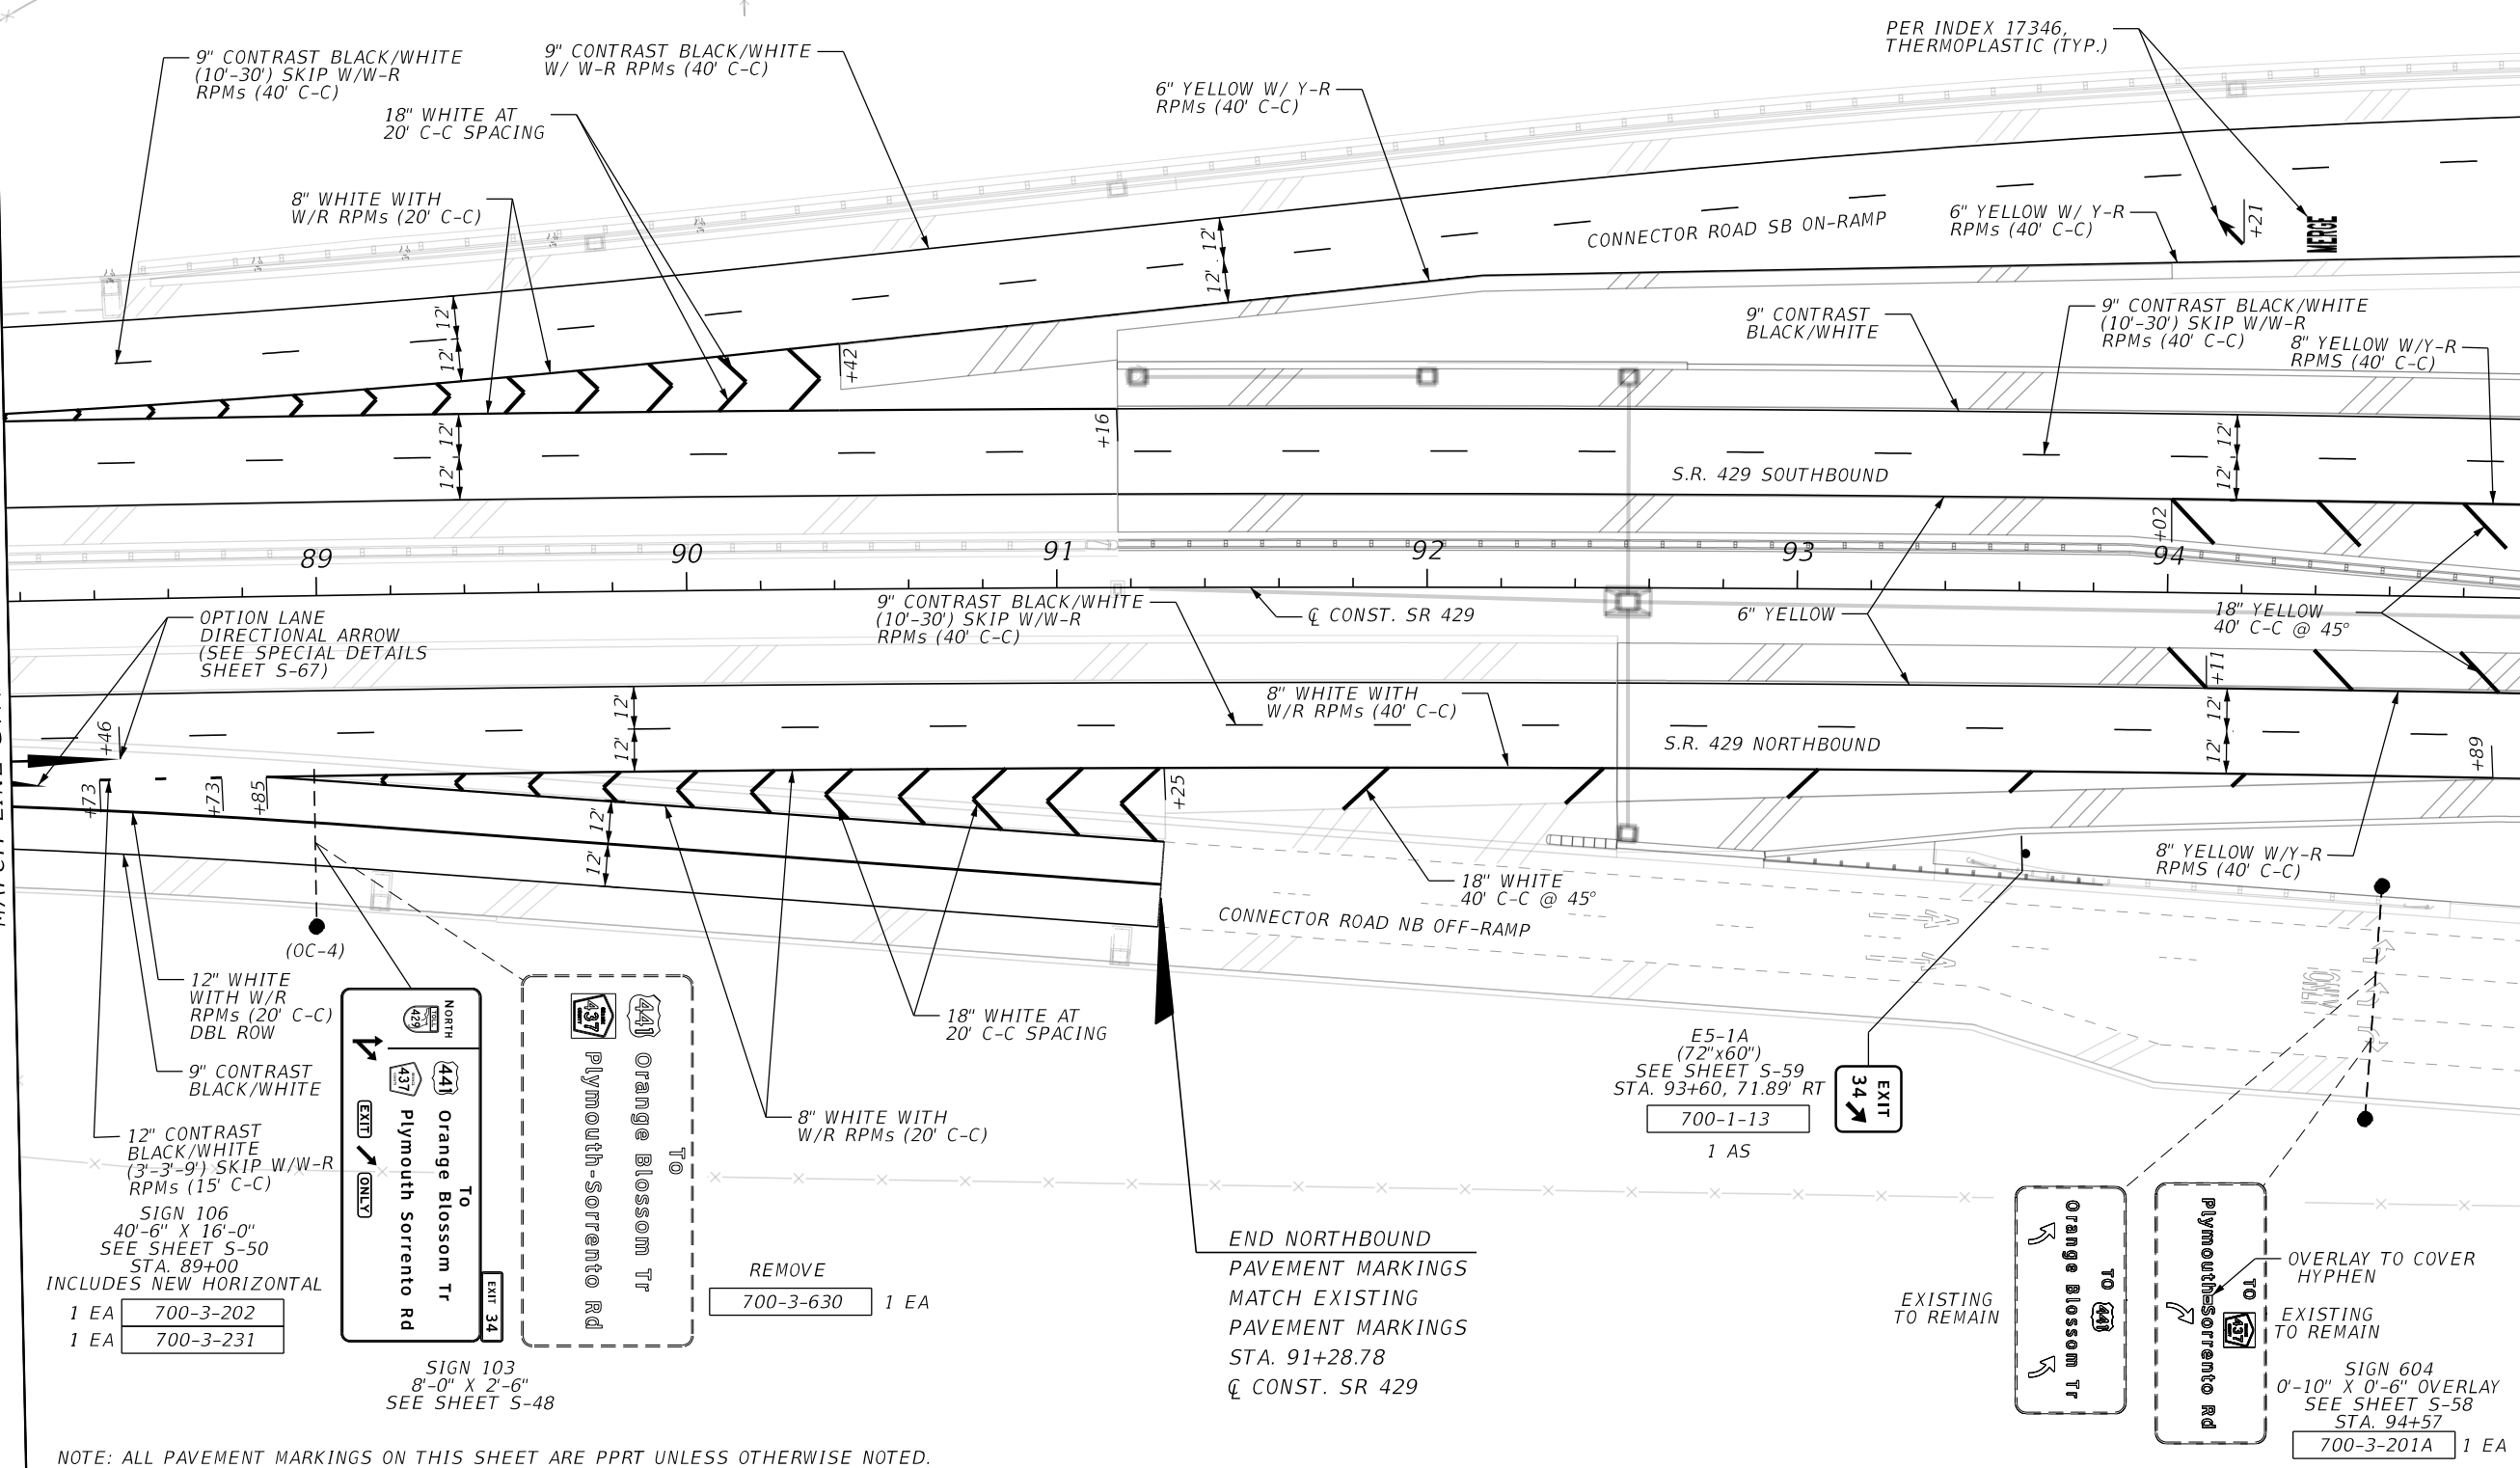 9" CONTRAST BLACK/WHITE
(10'-30') SKIP W/W-R
RPMs (40' C-C)
9" CONTRAST BLACK/WHITE
W/ W-R RPMs (40' C-C)
18" WHITE AT
20' C-C SPACING
8" WHITE WITH
W/R RPMs (20' C-C)
6" YELLOW W/ Y-R
RPMs (40' C-C)
PER INDEX 17346,
THERMOPLASTIC (TYP.)
CONNECTOR ROAD SB ON-RAMP
6" YELLOW W/ Y-R
RPMs (40' C-C)
+21
MERGE
12'
12'
12'
12'
+42
9" CONTRAST
BLACK/WHITE
9" CONTRAST BLACK/WHITE
(10'-30') SKIP W/W-R
RPMs (40' C-C)
8" YELLOW W/Y-R
RPMS (40' C-C)
12'
12'
+16
S.R. 429 SOUTHBOUND
12'
12'
+02
89
90
91
92
93
94
OPTION LANE
DIRECTIONAL ARROW
(SEE SPECIAL DETAILS
SHEET S-67)
9" CONTRAST BLACK/WHITE
(10'-30') SKIP W/W-R
RPMs (40' C-C)
℄ CONST. SR 429
6" YELLOW
18" YELLOW
40' C-C @ 45°
+11
8" WHITE WITH
W/R RPMs (40' C-C)
12'
12'
S.R. 429 NORTHBOUND
12'
12'
+89
+46
+73
+73
+85
+25
12'
12'
18" WHITE
40' C-C @ 45°
8" YELLOW W/Y-R
RPMS (40' C-C)
CONNECTOR ROAD NB OFF-RAMP
ONLY
(OC-4)
12" WHITE
WITH W/R
RPMs (20' C-C)
DBL ROW
9" CONTRAST
BLACK/WHITE
12" CONTRAST
BLACK/WHITE
(3'-3'-9') SKIP W/W-R
RPMs (15' C-C)
18" WHITE AT
20' C-C SPACING
8" WHITE WITH
W/R RPMs (20' C-C)
SIGN 106
40'-6" X 16'-0"
SEE SHEET S-50
STA. 89+00
INCLUDES NEW HORIZONTAL
1 EA 700-3-202
1 EA 700-3-231
EXIT 34
NORTH
TOLL
429
To
441 Orange Blossom Tr
437 Plymouth Sorrento Rd
EXIT ONLY
SIGN 103
8'-0" X 2'-6"
SEE SHEET S-48
To
441 Orange Blossom Tr
437 Plymouth-Sorrento Rd
REMOVE
700-3-630 1 EA
END NORTHBOUND
PAVEMENT MARKINGS
MATCH EXISTING
PAVEMENT MARKINGS
STA. 91+28.78
℄ CONST. SR 429
E5-1A
(72"x60")
SEE SHEET S-59
STA. 93+60, 71.89' RT
700-1-13
1 AS
EXIT
34
EXISTING
TO REMAIN
TO 441
Orange Blossom Tr
TO 437
Plymouth-Sorrento Rd
OVERLAY TO COVER
HYPHEN
EXISTING
TO REMAIN
SIGN 604
0'-10" X 0'-6" OVERLAY
SEE SHEET S-58
STA. 94+57
700-3-201A 1 EA
NOTE: ALL PAVEMENT MARKINGS ON THIS SHEET ARE PPRT UNLESS OTHERWISE NOTED.